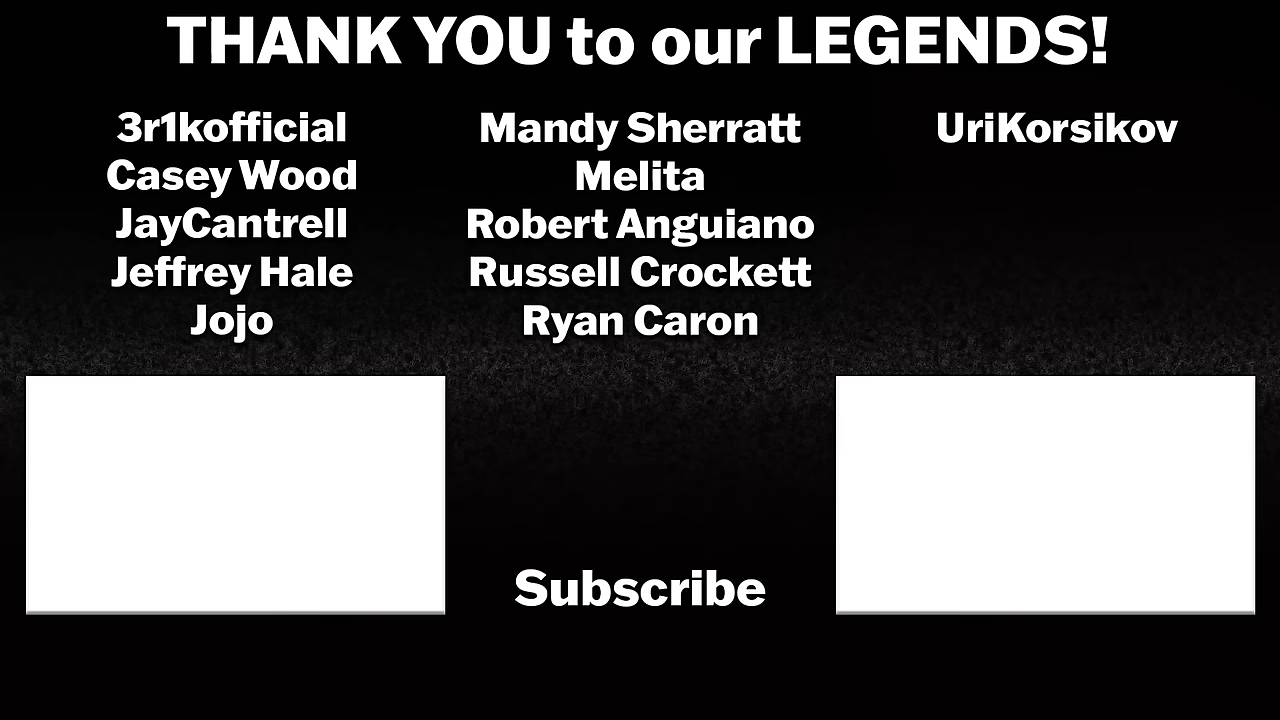 THANK YOU to our LEGENDS!
3r1kofficial
Casey Wood
JayCantrell
Jeffrey Hale
Jojo
Mandy Sherratt
Melita
Robert Anguiano
Russell Crockett
Ryan Caron
UriKorsikov
Subscribe